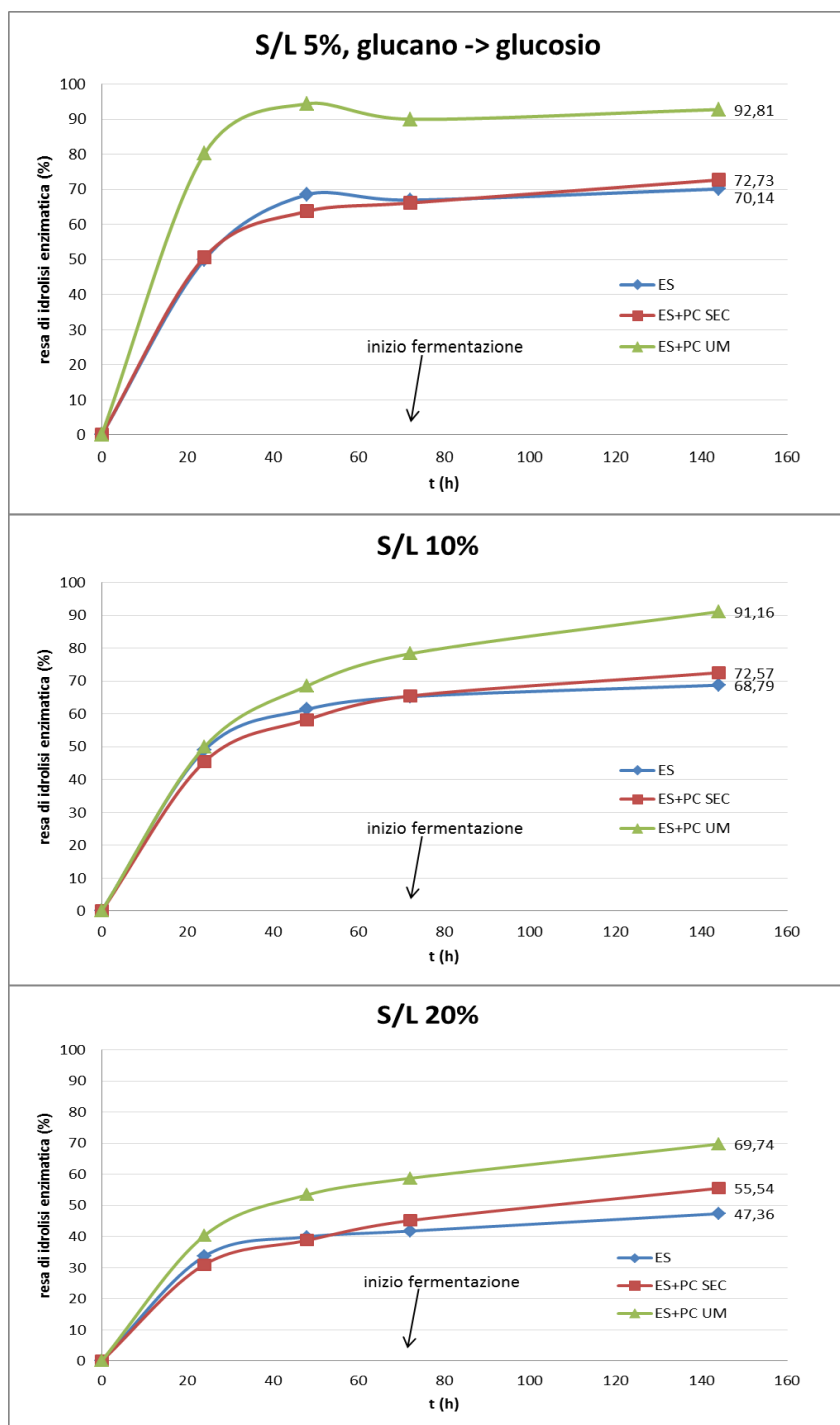 S/L 5%, glucano -> glucosio
resa di idrolisi enzimatica (%)
100
90
80
70
60
50
40
30
20
10
0
92,81
72,73
70,14
ES
ES+PC SEC
ES+PC UM
inizio fermentazione
0 20 40 60 80 100 120 140 160
t (h)
S/L 10%
resa di idrolisi enzimatica (%)
100
90
80
70
60
50
40
30
20
10
0
91,16
72,57
68,79
ES
ES+PC SEC
ES+PC UM
inizio fermentazione
0 20 40 60 80 100 120 140 160
t (h)
S/L 20%
resa di idrolisi enzimatica (%)
100
90
80
70
60
50
40
30
20
10
0
69,74
55,54
47,36
ES
ES+PC SEC
ES+PC UM
inizio fermentazione
0 20 40 60 80 100 120 140 160
t (h)